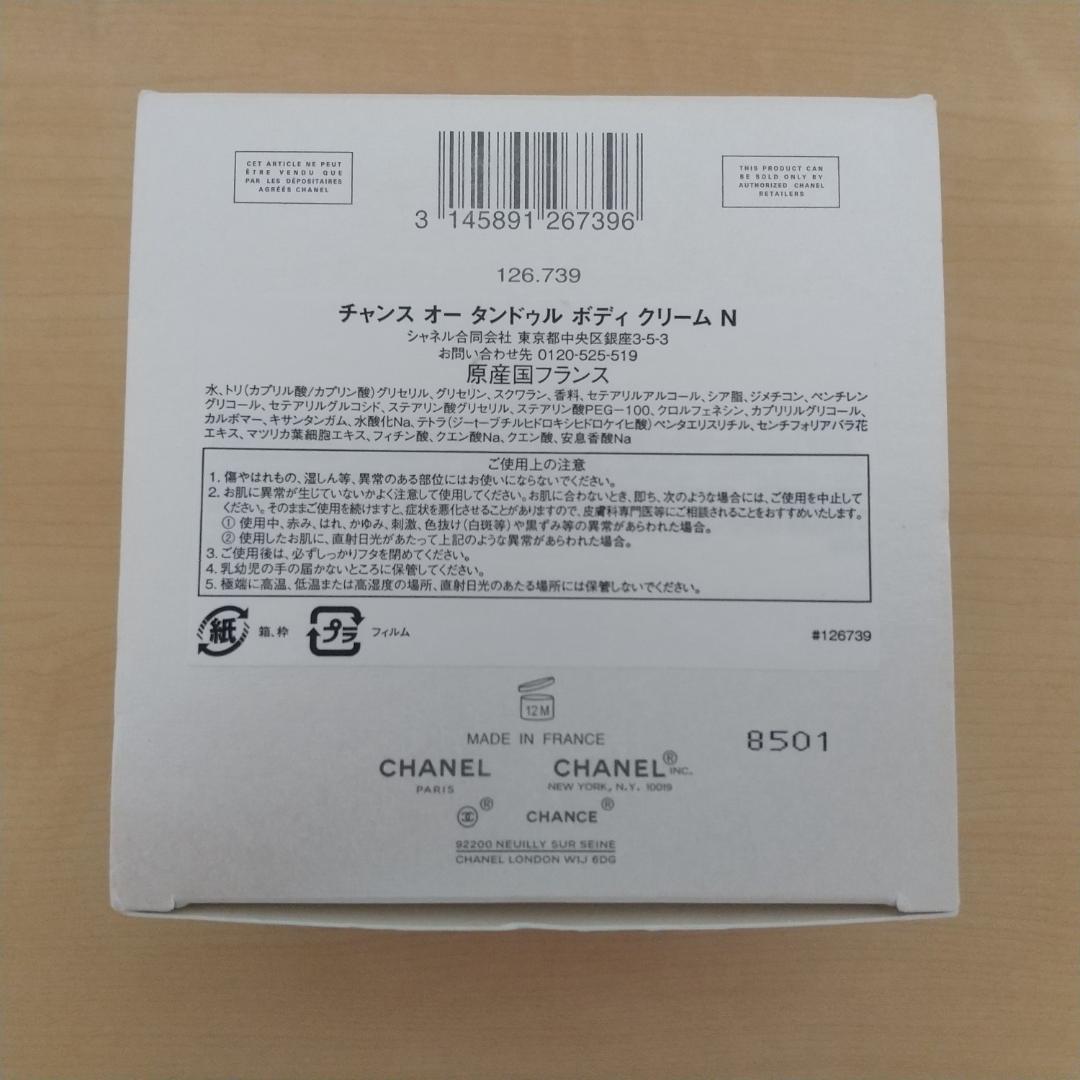 CET ARTICLE NE PEUT
ÊTRE VENDU QUE
PAR LES DÉPOSITAIRES
AGRÉÉS CHANEL
THIS PRODUCT CAN
BE SOLD ONLY BY
AUTHORIZED CHANEL
RETAILERS
3 145891 267396
126.739
チャンス オー タンドゥル ボディ クリーム N
シャネル合同会社 東京都中央区銀座3-5-3
お問い合わせ先 0120-525-519
原産国フランス
水、トリ(カプリル酸/カプリン酸)グリセリル、グリセリン、スクワラン、香料、セテアリルアルコール、シア脂、ジメチコン、ペンチレン
グリコール、セテアリルグルコシド、ステアリン酸グリセリル、ステアリン酸PEG-100、クロルフェネシン、カプリリルグリコール、
カルボマー、キサンタンガム、水酸化Na、テトラ(ジ-t-ブチルヒドロキシヒドロケイヒ酸)ペンタエリスリチル、センチフォリアバラ花
エキス、マツリカ葉細胞エキス、フィチン酸、クエン酸Na、クエン酸、安息香酸Na
ご使用上の注意
1. 傷やはれもの、湿しん等、異常のある部位にはお使いにならないでください。
2. お肌に異常が生じていないかよく注意して使用してください。お肌に合わないとき、即ち、次のような場合には、ご使用を中止して
ください。そのままご使用を続けますと、症状を悪化させることがありますので、皮膚科専門医等にご相談されることをおすすめいたします。
① 使用中、赤み、はれ、かゆみ、刺激、色抜け(白斑等)や黒ずみ等の異常があらわれた場合。
② 使用したお肌に、直射日光があたって上記のような異常があらわれた場合。
3. ご使用後は、必ずしっかりフタを閉めてください。
4. 乳幼児の手の届かないところに保管してください。
5. 極端に高温、低温または高湿度の場所、直射日光のあたる場所には保管しないでください。
紙 箱、枠 プラ フィルム #126739
12M
MADE IN FRANCE 8501
CHANEL CHANEL® INC.
PARIS NEW YORK, N.Y. 10019
® CHANCE®
92200 NEUILLY SUR SEINE
CHANEL LONDON W1J 6DG